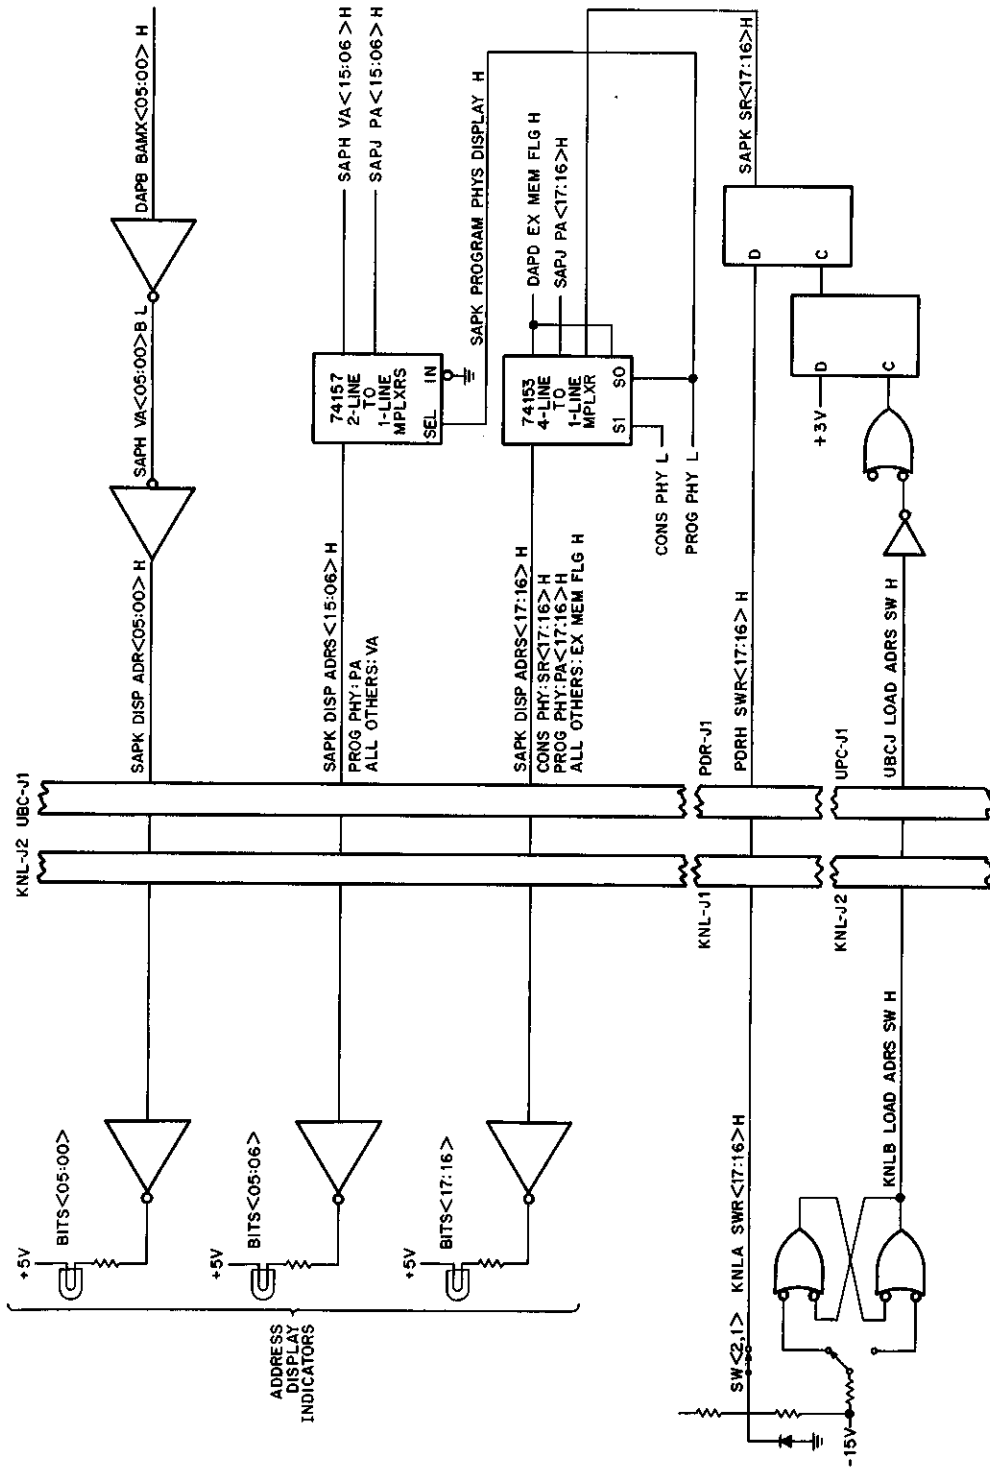 KNL-J2 UBC-J1
+5V
BITS<05:00>
SAPK DISP ADR<05:00> H
SAPH VA<05:00>B L
DAPB BAMX<05:00> H
ADDRESS
DISPLAY
INDICATORS
+5V
BITS<05:06>
SAPK DISP ADRS<15:06> H
PROG PHY: PA
ALL OTHERS: VA
74157
2-LINE
TO
1-LINE
MPLXRS
SEL IN
SAPH VA<15:06>H
SAPJ PA<15:06>H
SAPK PROGRAM PHYS DISPLAY H
+5V
BITS<17:16>
SAPK DISP ADRS<17:16> H
CONS PHY: SR<17:16> H
PROG PHY: PA<17:16>H
ALL OTHERS: EX MEM FLG H
74153
4-LINE
TO
1-LINE
MPLXR
S1 S0
DAPD EX MEM FLG H
SAPJ PA<17:16>H
CONS PHY L
PROG PHY L
SW<2,1> KNLA SWR<17:16>H
KNL-J1 PDR-J1
PDRH SWR<17:16>H
D
C
SAPK SR<17:16>H
-15V
KNLB LOAD ADRS SW H
KNL-J2 UPC-J1
UBCJ LOAD ADRS SW H
+3V
D
C